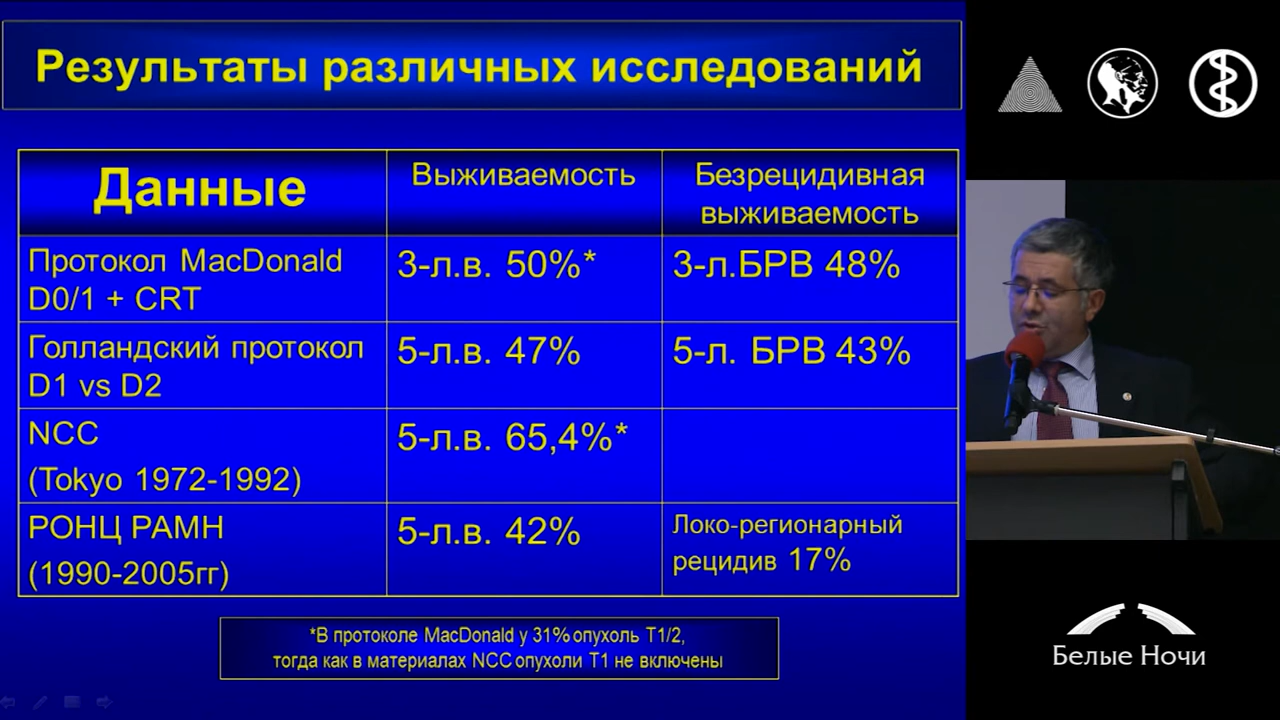 Результаты различных исследований
Данные
Выживаемость
Безрецидивная
выживаемость
Протокол MacDonald
D0/1 + CRT
3-л.в. 50%*
3-л.БРВ 48%
Голландский протокол
D1 vs D2
5-л.в. 47%
5-л. БРВ 43%
NCC
(Tokyo 1972-1992)
5-л.в. 65,4%*
РОНЦ РАМН
(1990-2005гг)
5-л.в. 42%
Локо-регионарный
рецидив 17%
*В протоколе MacDonald у 31% опухоль Т1/2,
тогда как в материалах NCC опухоли Т1 не включены
Белые Ночи